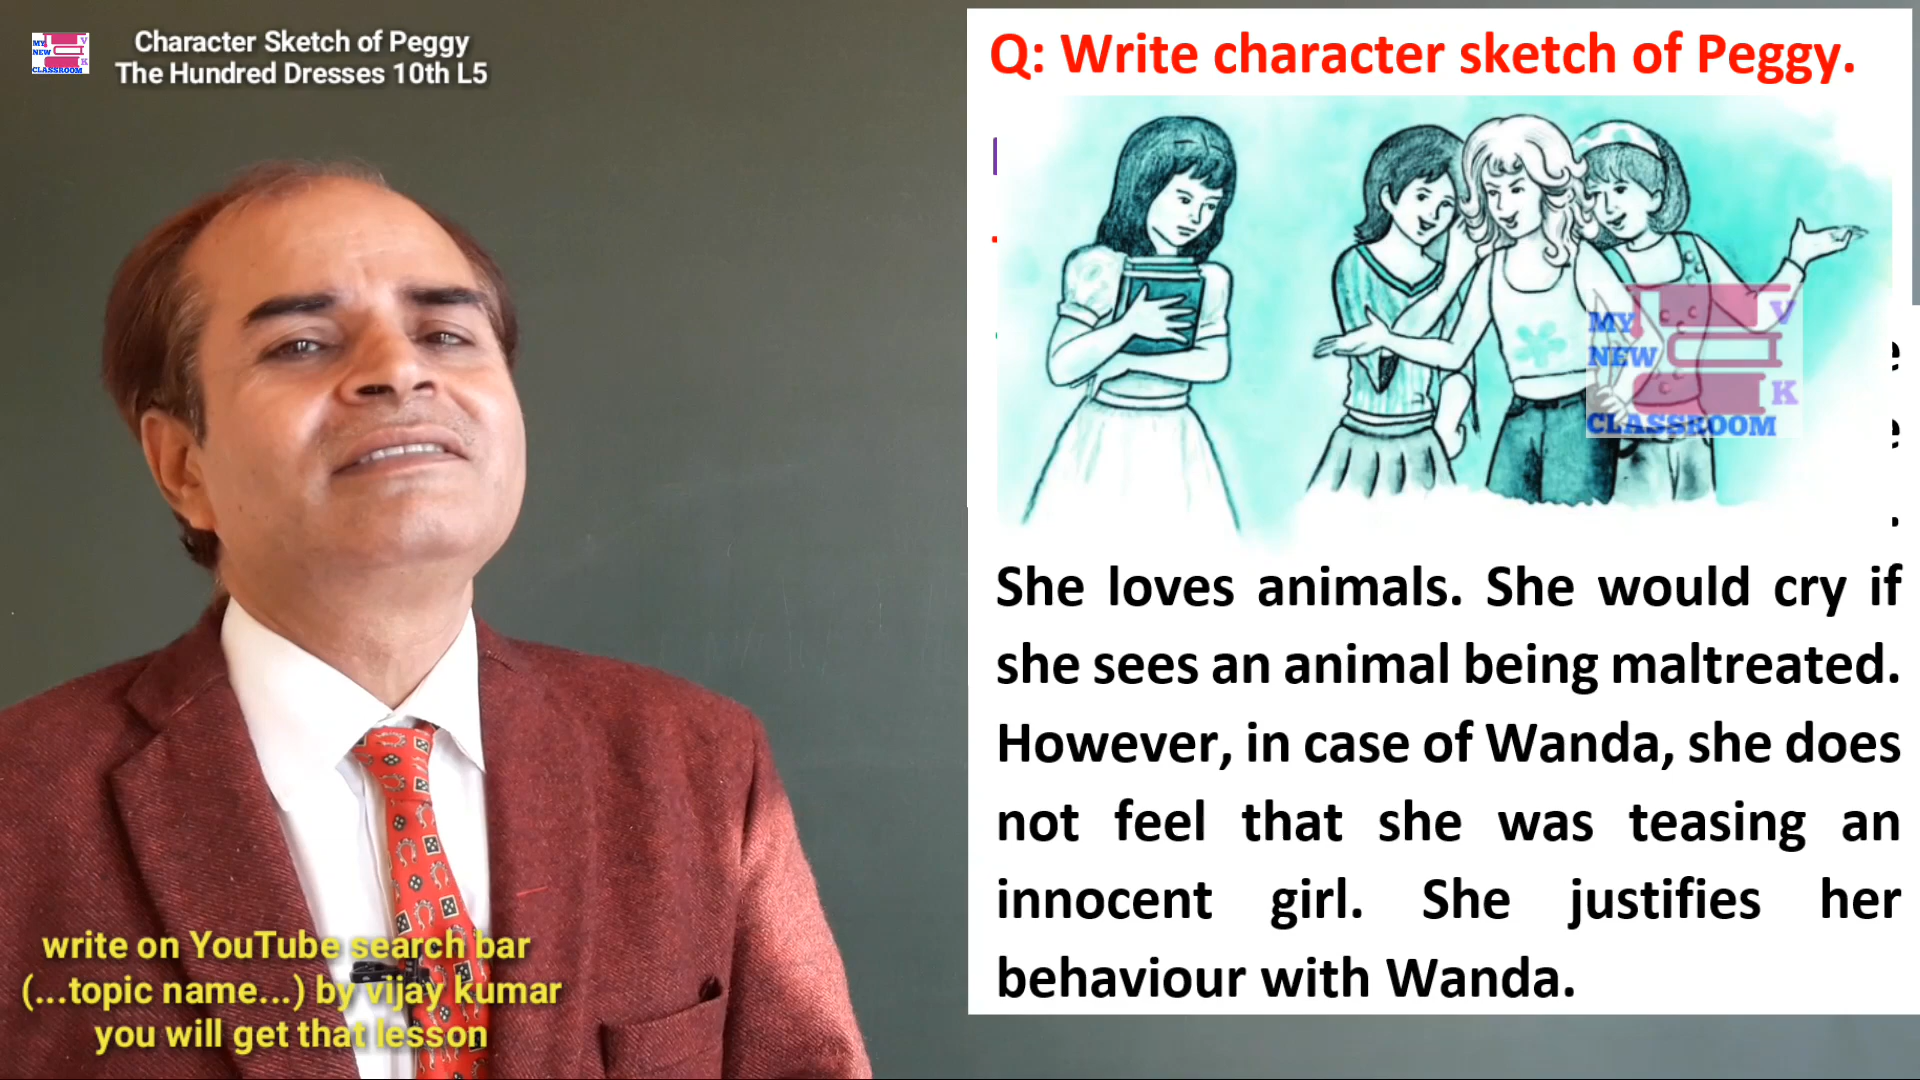 MY
NEW
CLASSROOM
V
K
Character Sketch of Peggy
The Hundred Dresses 10th L5
Q: Write character sketch of Peggy.
MY
NEW
CLASSROOM
V
K
She loves animals. She would cry if
she sees an animal being maltreated.
However, in case of Wanda, she does
not feel that she was teasing an
innocent girl. She justifies her
behaviour with Wanda.
write on YouTube search bar
(...topic name...) by vijay kumar
you will get that lesson